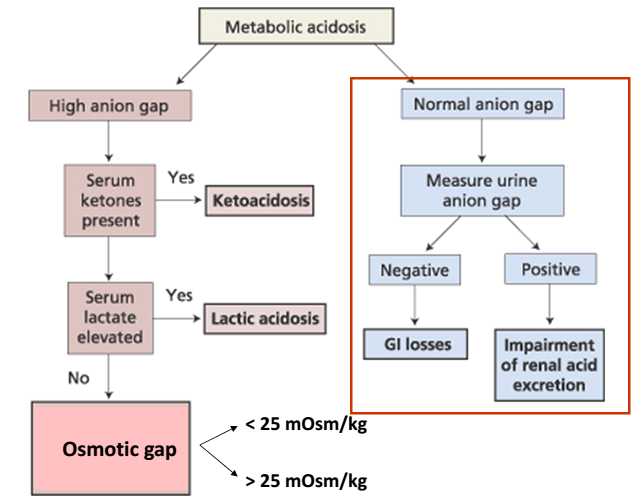 Metabolic acidosis
High anion gap
Normal anion gap
Serum
ketones
present
Yes
Ketoacidosis
Measure urine
anion gap
Negative
Positive
Serum
lactate
elevated
Yes
Lactic acidosis
GI losses
Impairment
of renal acid
excretion
No
Osmotic gap
< 25 mOsm/kg
> 25 mOsm/kg